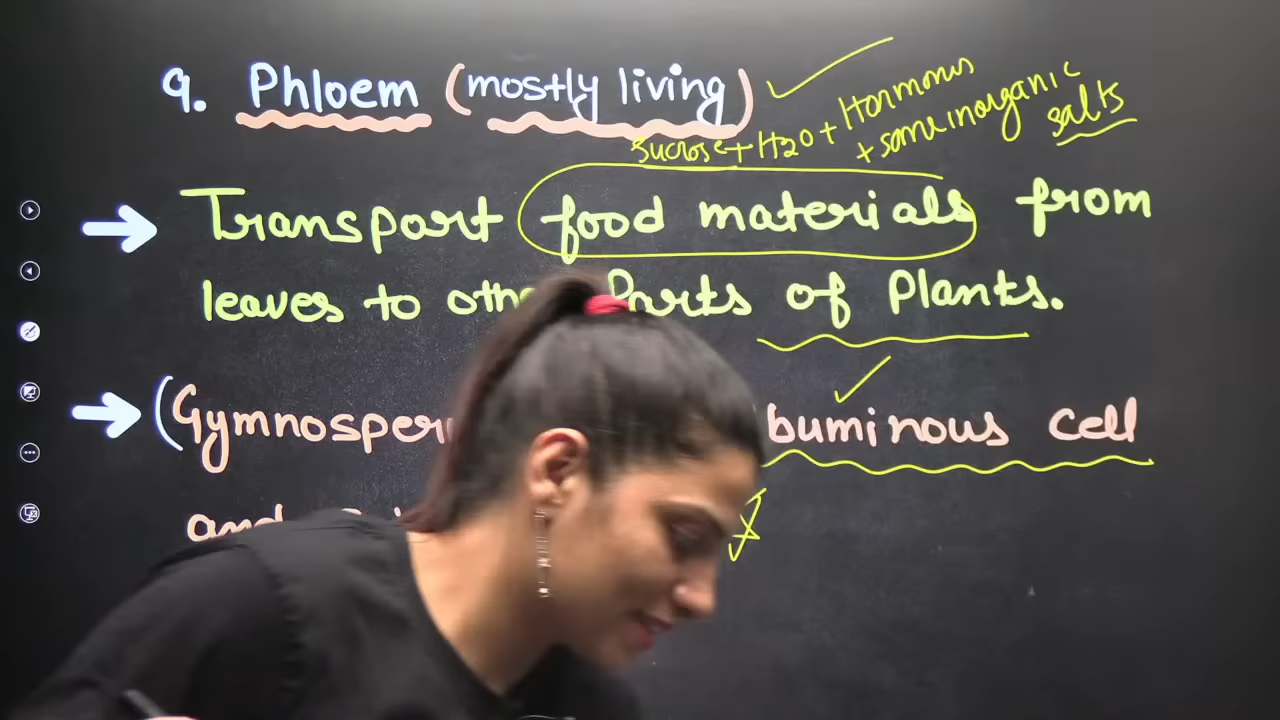 9. Phloem (mostly living)
Sucrose + H2O + Hormones
+ some inorganic
salts
Transport food materials from
leaves to Parts of Plants.
(Gymnosper buminous cell
and